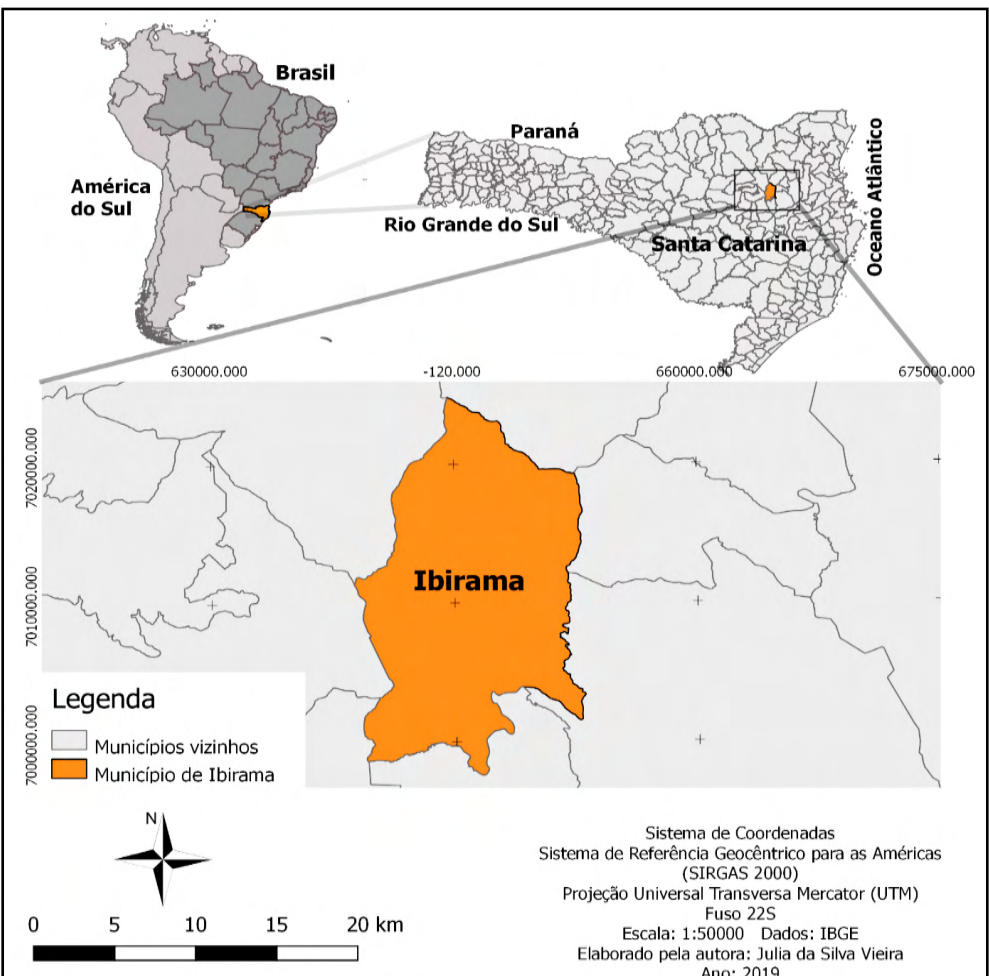 Brasil
América
do Sul
Paraná
Rio Grande do Sul
Santa Catarina
Oceano Atlântico
630000.000
-120.000
660000.000
675000.000
7020000.000
7010000.000
7000000.000
Ibirama
Legenda
Municípios vizinhos
Município de Ibirama
N
0 5 10 15 20 km
Sistema de Coordenadas
Sistema de Referência Geocêntrico para as Américas
(SIRGAS 2000)
Projeção Universal Transversa Mercator (UTM)
Fuso 22S
Escala: 1:50000 Dados: IBGE
Elaborado pela autora: Julia da Silva Vieira
Ano: 2019